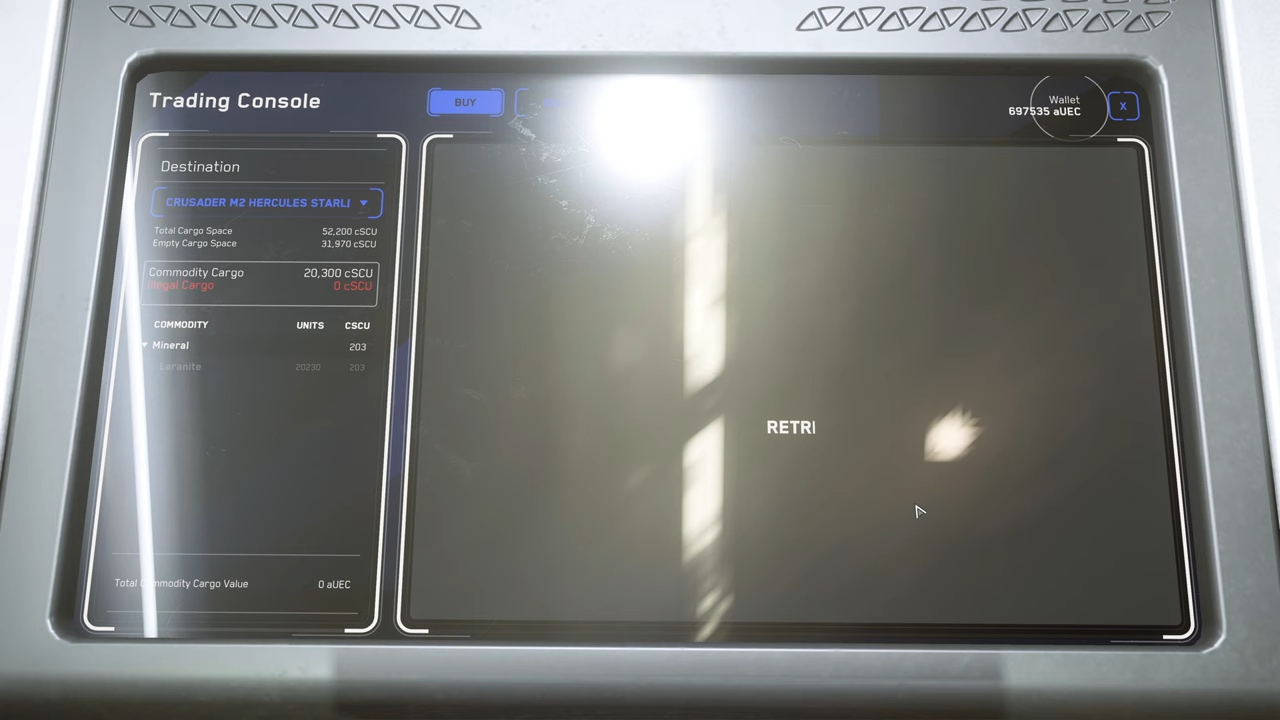 Trading Console
BUY
Wallet
697535 aUEC
X
Destination
CRUSADER M2 HERCULES STARLI
Total Cargo Space 52,200 cSCU
Empty Cargo Space 31,970 cSCU
Commodity Cargo 20,300 cSCU
Illegal Cargo 0 cSCU
COMMODITY UNITS CSCU
Mineral 203
Laranite 20230 203
RETRI
Total Commodity Cargo Value 0 aUEC